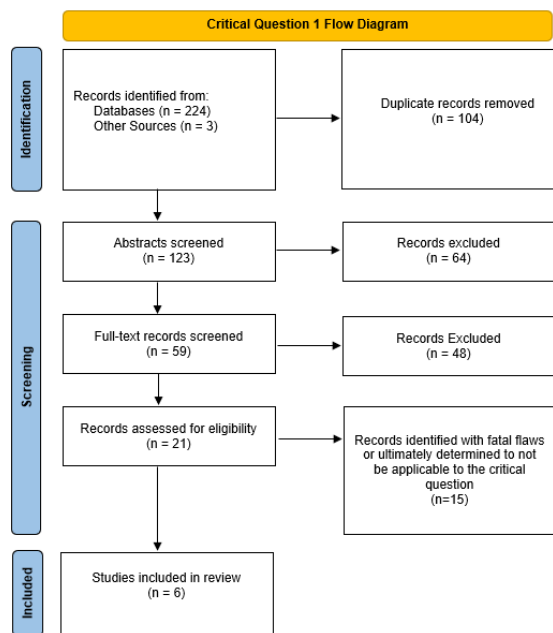 Critical Question 1 Flow Diagram
Identification
Records identified from:
Databases (n = 224)
Other Sources (n = 3)
Duplicate records removed
(n = 104)
Screening
Abstracts screened
(n = 123)
Records excluded
(n = 64)
Full-text records screened
(n = 59)
Records Excluded
(n = 48)
Records assessed for eligibility
(n = 21)
Records identified with fatal flaws
or ultimately determined to not
be applicable to the critical
question
(n=15)
Included
Studies included in review
(n = 6)